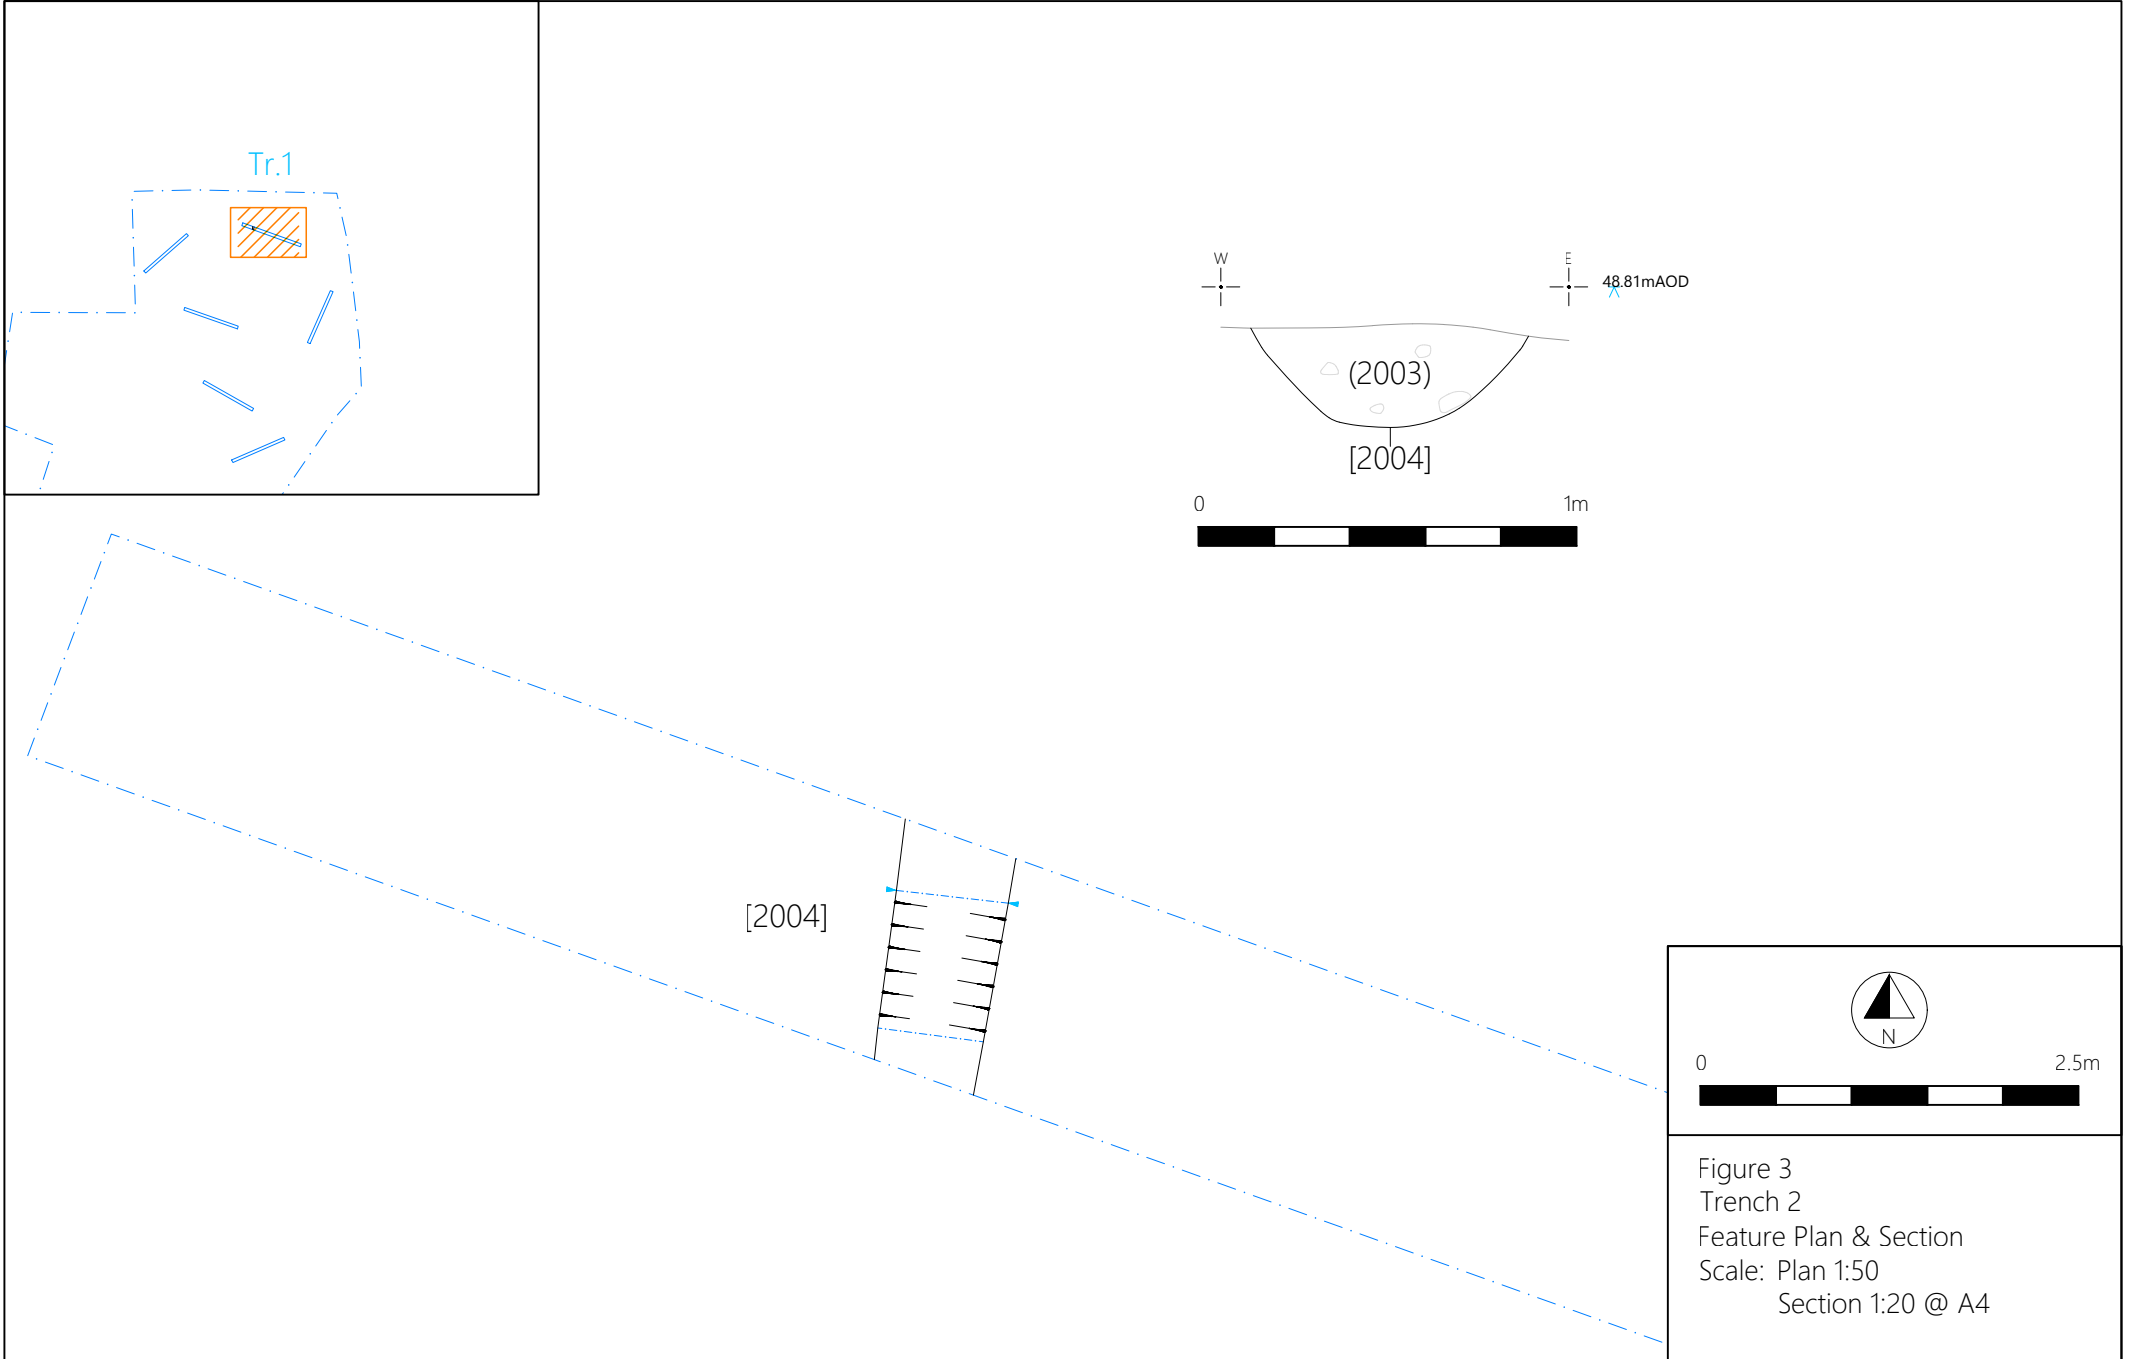 Tr.1
W
E
48.81mAOD
(2003)
[2004]
0
1m
[2004]
N
0
2.5m
Figure 3
Trench 2
Feature Plan & Section
Scale: Plan 1:50
Section 1:20 @ A4